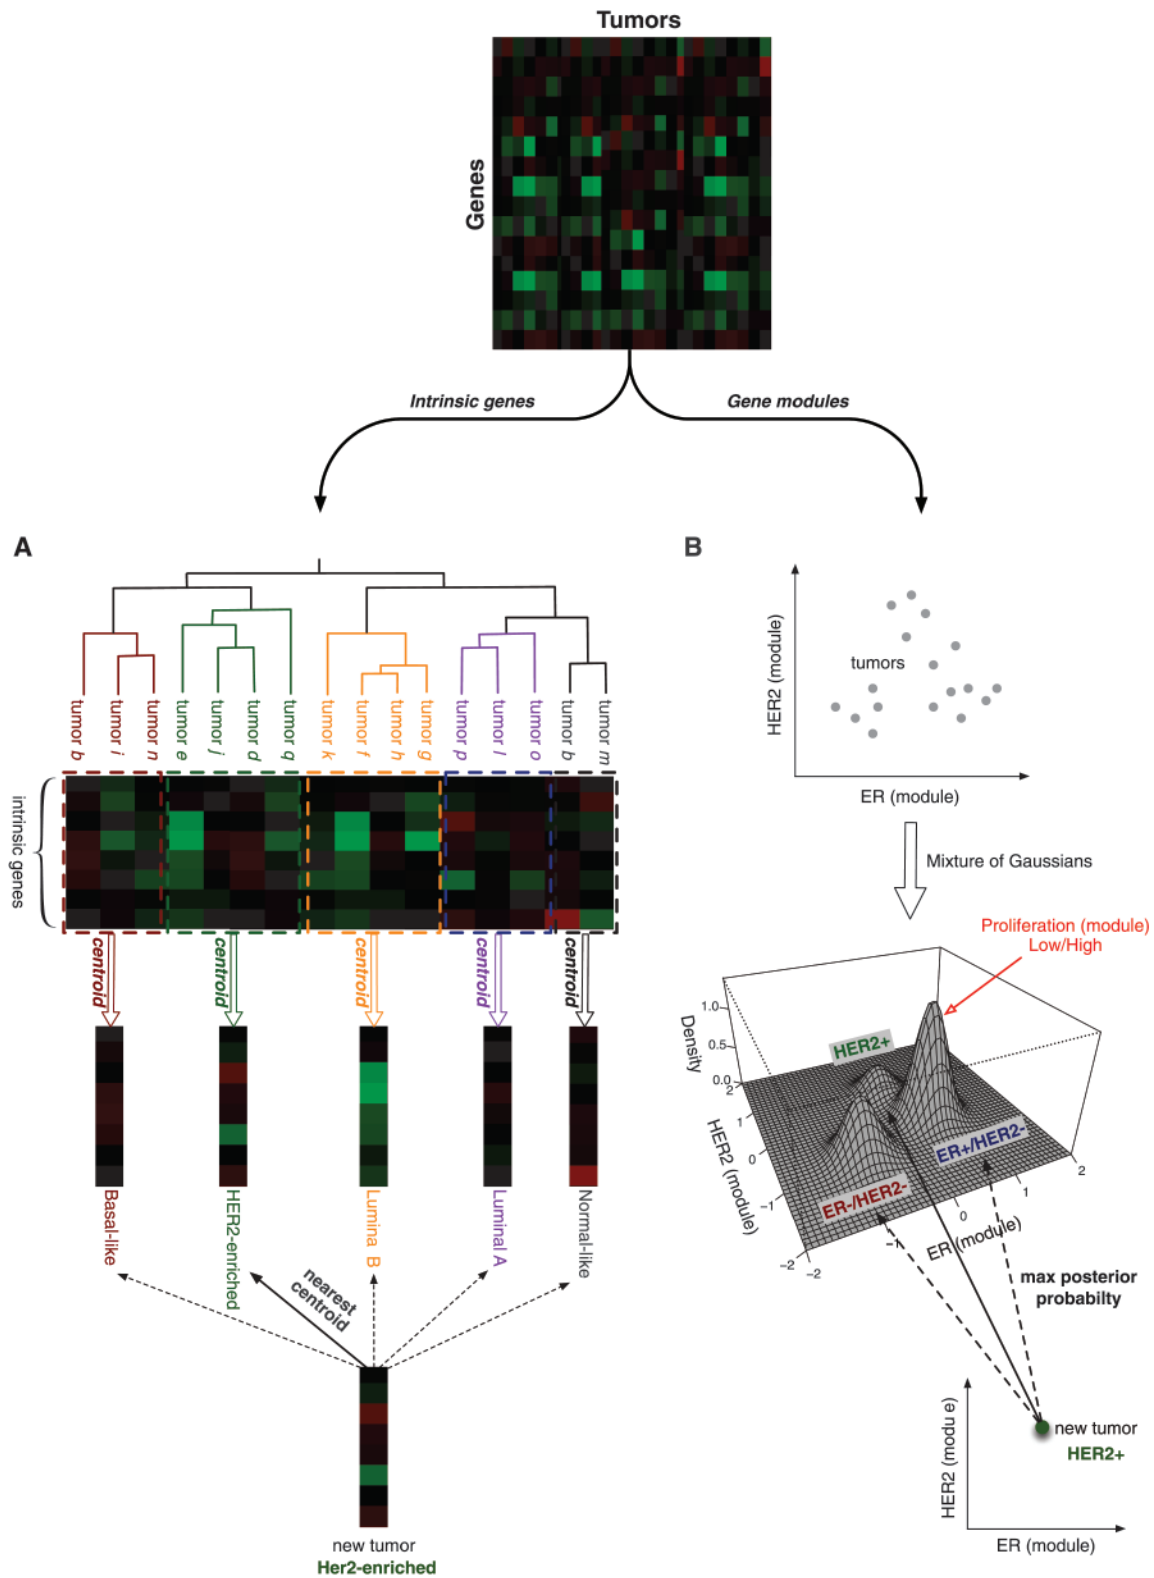 Tumors
Genes
Intrinsic genes
Gene modules
A
tumor b
tumor i
tumor n
tumor e
tumor j
tumor d
tumor q
tumor k
tumor f
tumor h
tumor g
tumor p
tumor l
tumor o
tumor b
tumor m
intrinsic genes
centroid
centroid
centroid
centroid
centroid
Basal-like
HER2-enriched
Lumina B
Luminal A
Normal-like
nearest
centroid
new tumor
Her2-enriched
B
HER2 (module)
tumors
ER (module)
Mixture of Gaussians
Proliferation (module)
Low/High
Density
1.0
0.5
0.0
HER2+
ER+/HER2-
ER-/HER2-
HER2 (module)
2
1
0
−1
−2
ER (module)
−2
−1
0
1
2
max posterior
probabilty
HER2 (modu e)
new tumor
HER2+
ER (module)